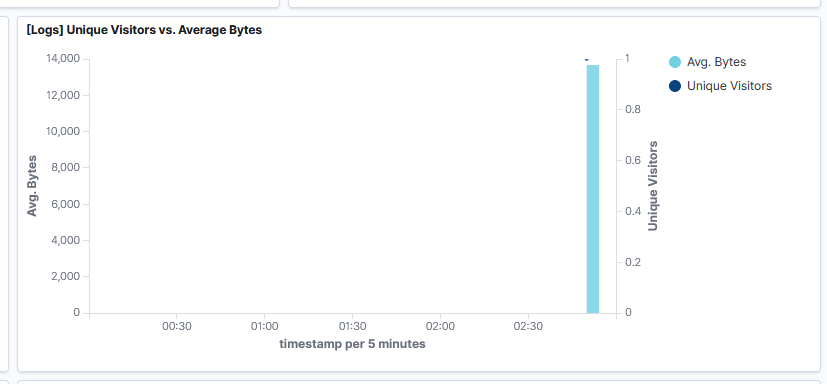 [Logs] Unique Visitors vs. Average Bytes
14,000
12,000
10,000
8,000
6,000
4,000
2,000
0
Avg. Bytes
1
0.8
0.6
0.4
0.2
0
Unique Visitors
Avg. Bytes
Unique Visitors
00:30 01:00 01:30 02:00 02:30
timestamp per 5 minutes